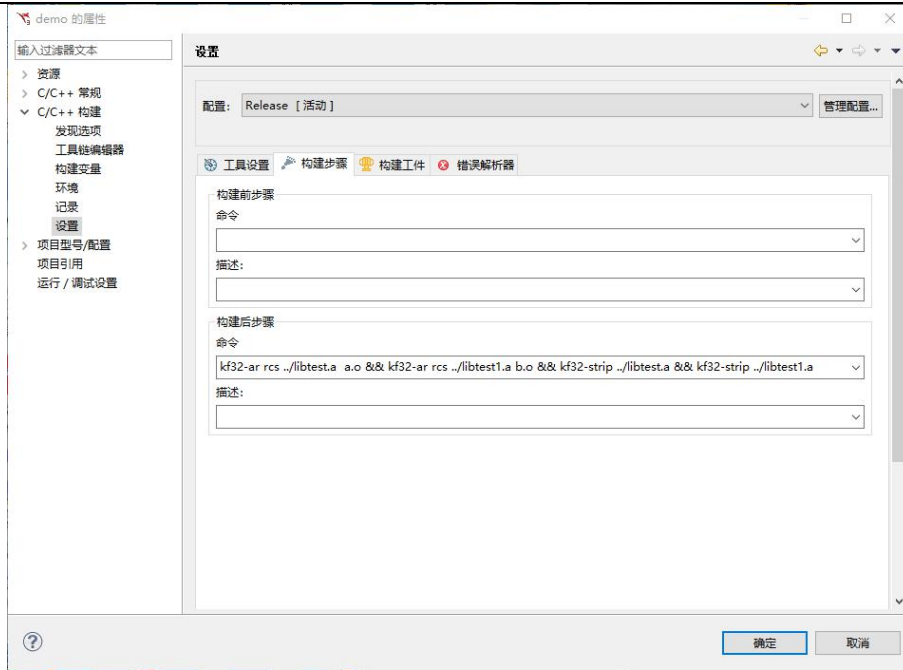 demo 的属性
输入过滤器文本
设置
资源
C/C++ 常规
C/C++ 构建
发现选项
工具链编辑器
构建变量
环境
记录
设置
项目型号/配置
项目引用
运行 / 调试设置
配置: Release [ 活动 ] 管理配置...
工具设置 构建步骤 构建工件 错误解析器
构建前步骤
命令
描述:
构建后步骤
命令
kf32-ar rcs ../libtest.a  a.o && kf32-ar rcs ../libtest1.a b.o && kf32-strip ../libtest.a && kf32-strip ../libtest1.a
描述:
确定 取消